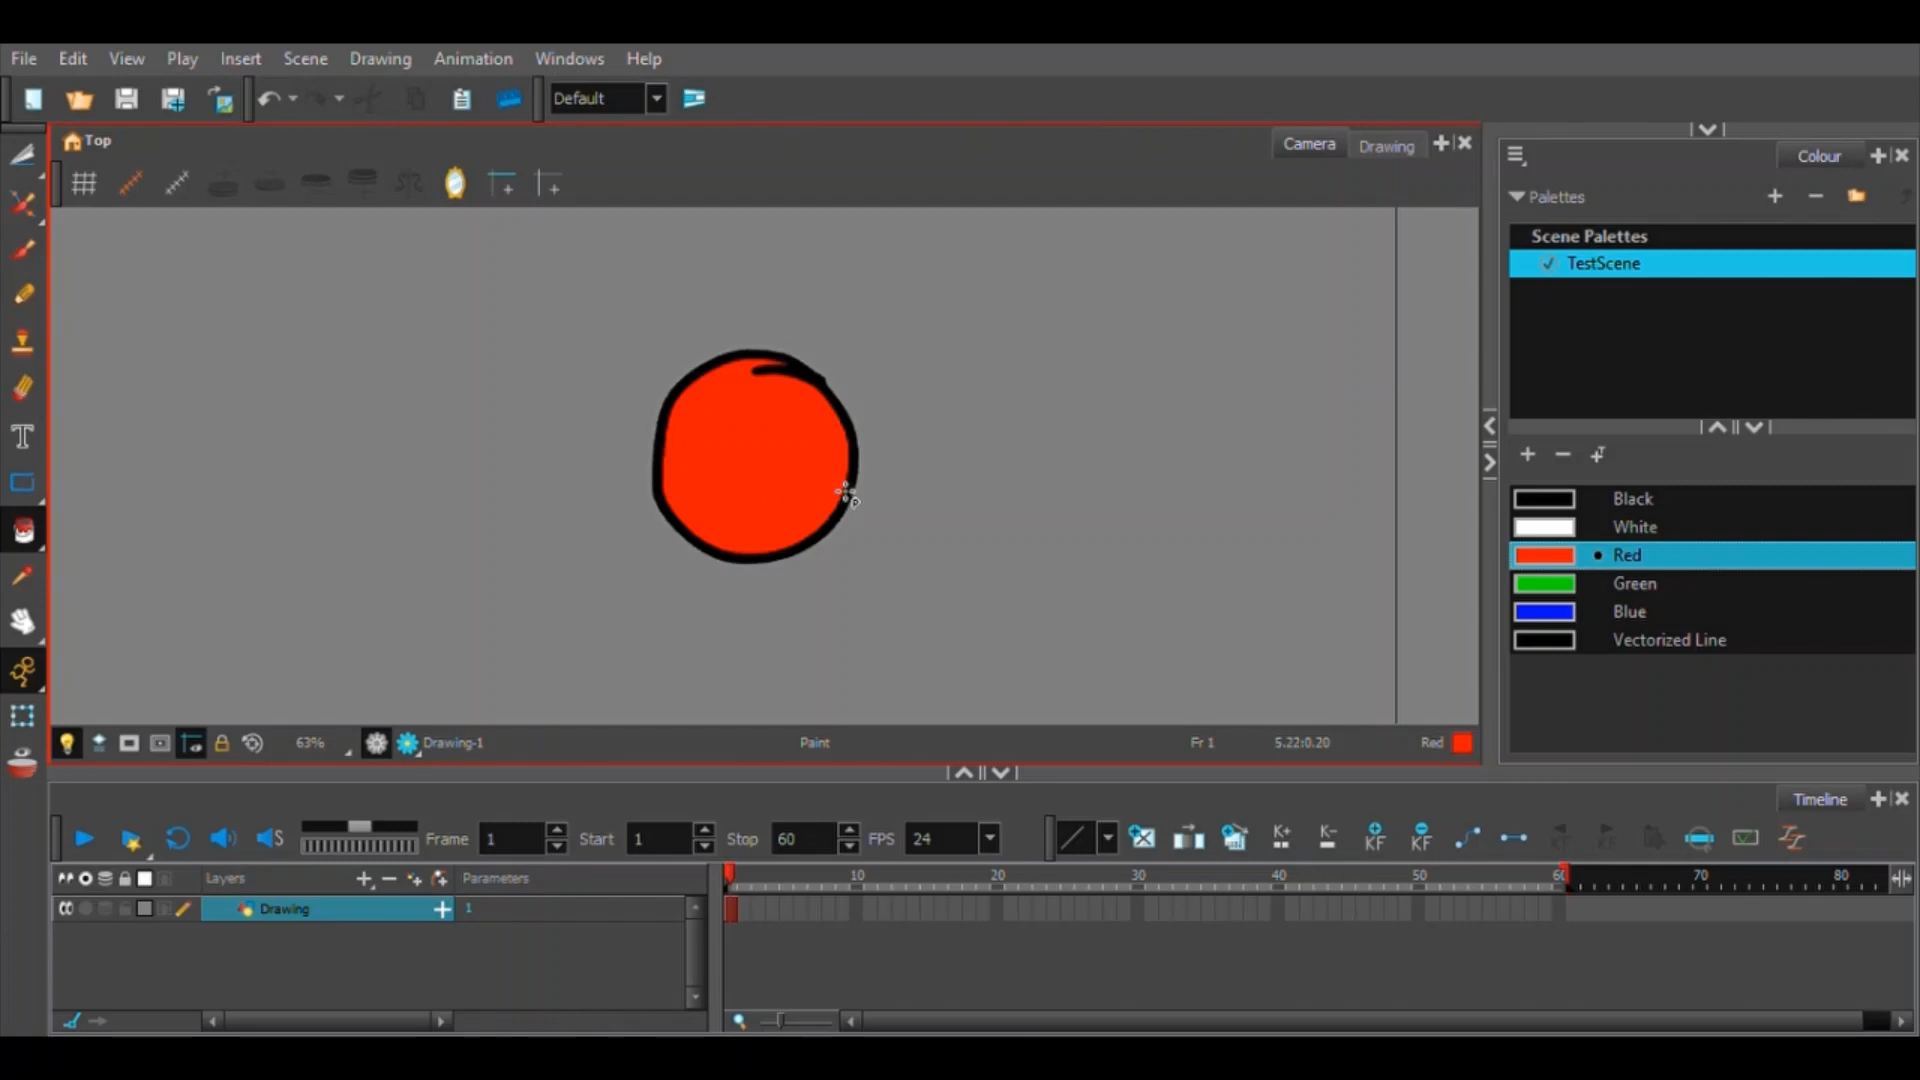 File Edit View Play Insert Scene Drawing Animation Windows Help
Default
Top Camera Drawing
Colour
Palettes
Scene Palettes
TestScene
Black
White
Red
Green
Blue
Vectorized Line
63% Drawing-1 Paint Fr 1 5.22:0.20 Red
Timeline
Frame 1 Start 1 Stop 60 FPS 24
Layers Parameters 10 20 30 40 50 60 70 80
Drawing 1